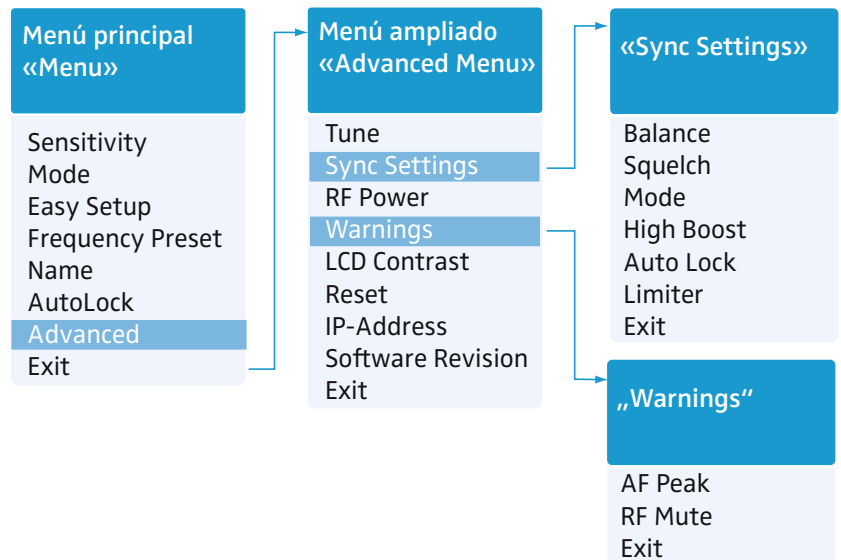 Menú principal
«Menu»
Sensitivity
Mode
Easy Setup
Frequency Preset
Name
AutoLock
Advanced
Exit
Menú ampliado
«Advanced Menu»
Tune
Sync Settings
RF Power
Warnings
LCD Contrast
Reset
IP-Address
Software Revision
Exit
«Sync Settings»
Balance
Squelch
Mode
High Boost
Auto Lock
Limiter
Exit
„Warnings“
AF Peak
RF Mute
Exit